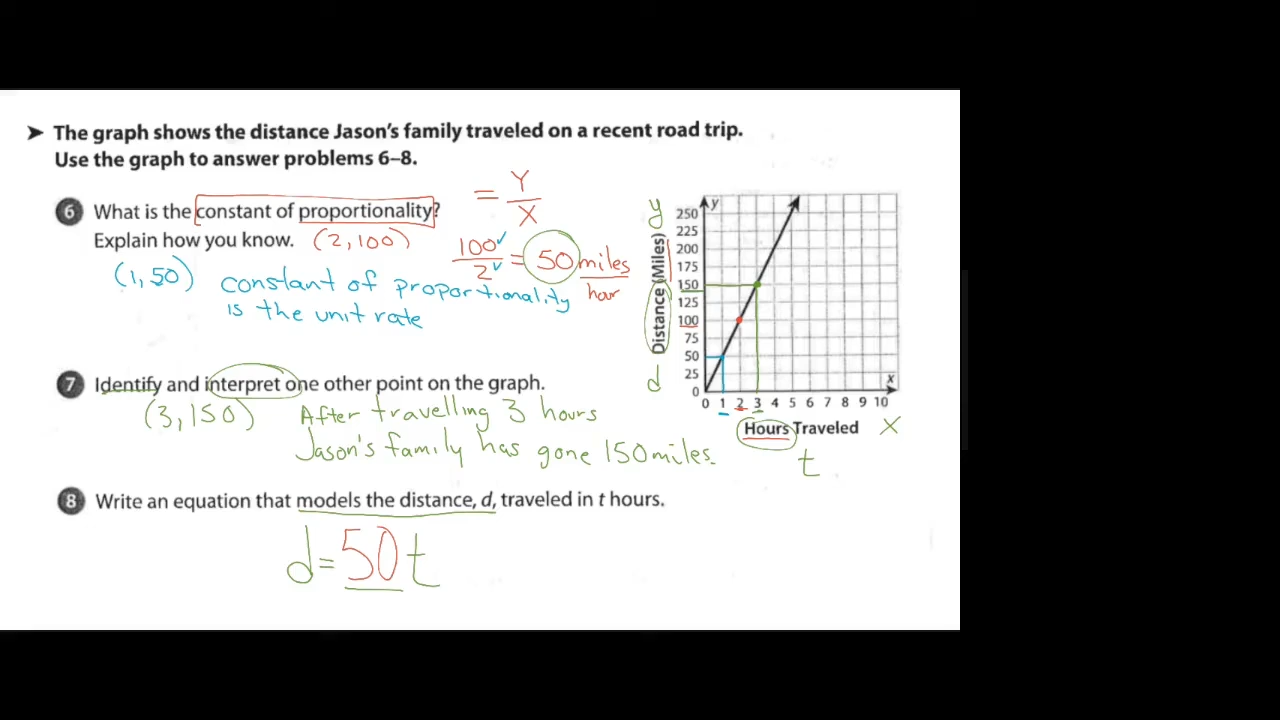 ➤ The graph shows the distance Jason's family traveled on a recent road trip.
Use the graph to answer problems 6–8.
6 What is the constant of proportionality?
= Y/X
Explain how you know. (2,100)
100/2 = 50 miles/hour
(1,50) constant of proportionality
is the unit rate
7 Identify and interpret one other point on the graph.
(3,150) After travelling 3 hours
Jason's family has gone 150 miles.
8 Write an equation that models the distance, d, traveled in t hours.
d = 50t
y
Distance (Miles)
d
y
250
225
200
175
150
125
100
75
50
25
0
x
0 1 2 3 4 5 6 7 8 9 10
Hours Traveled X
t